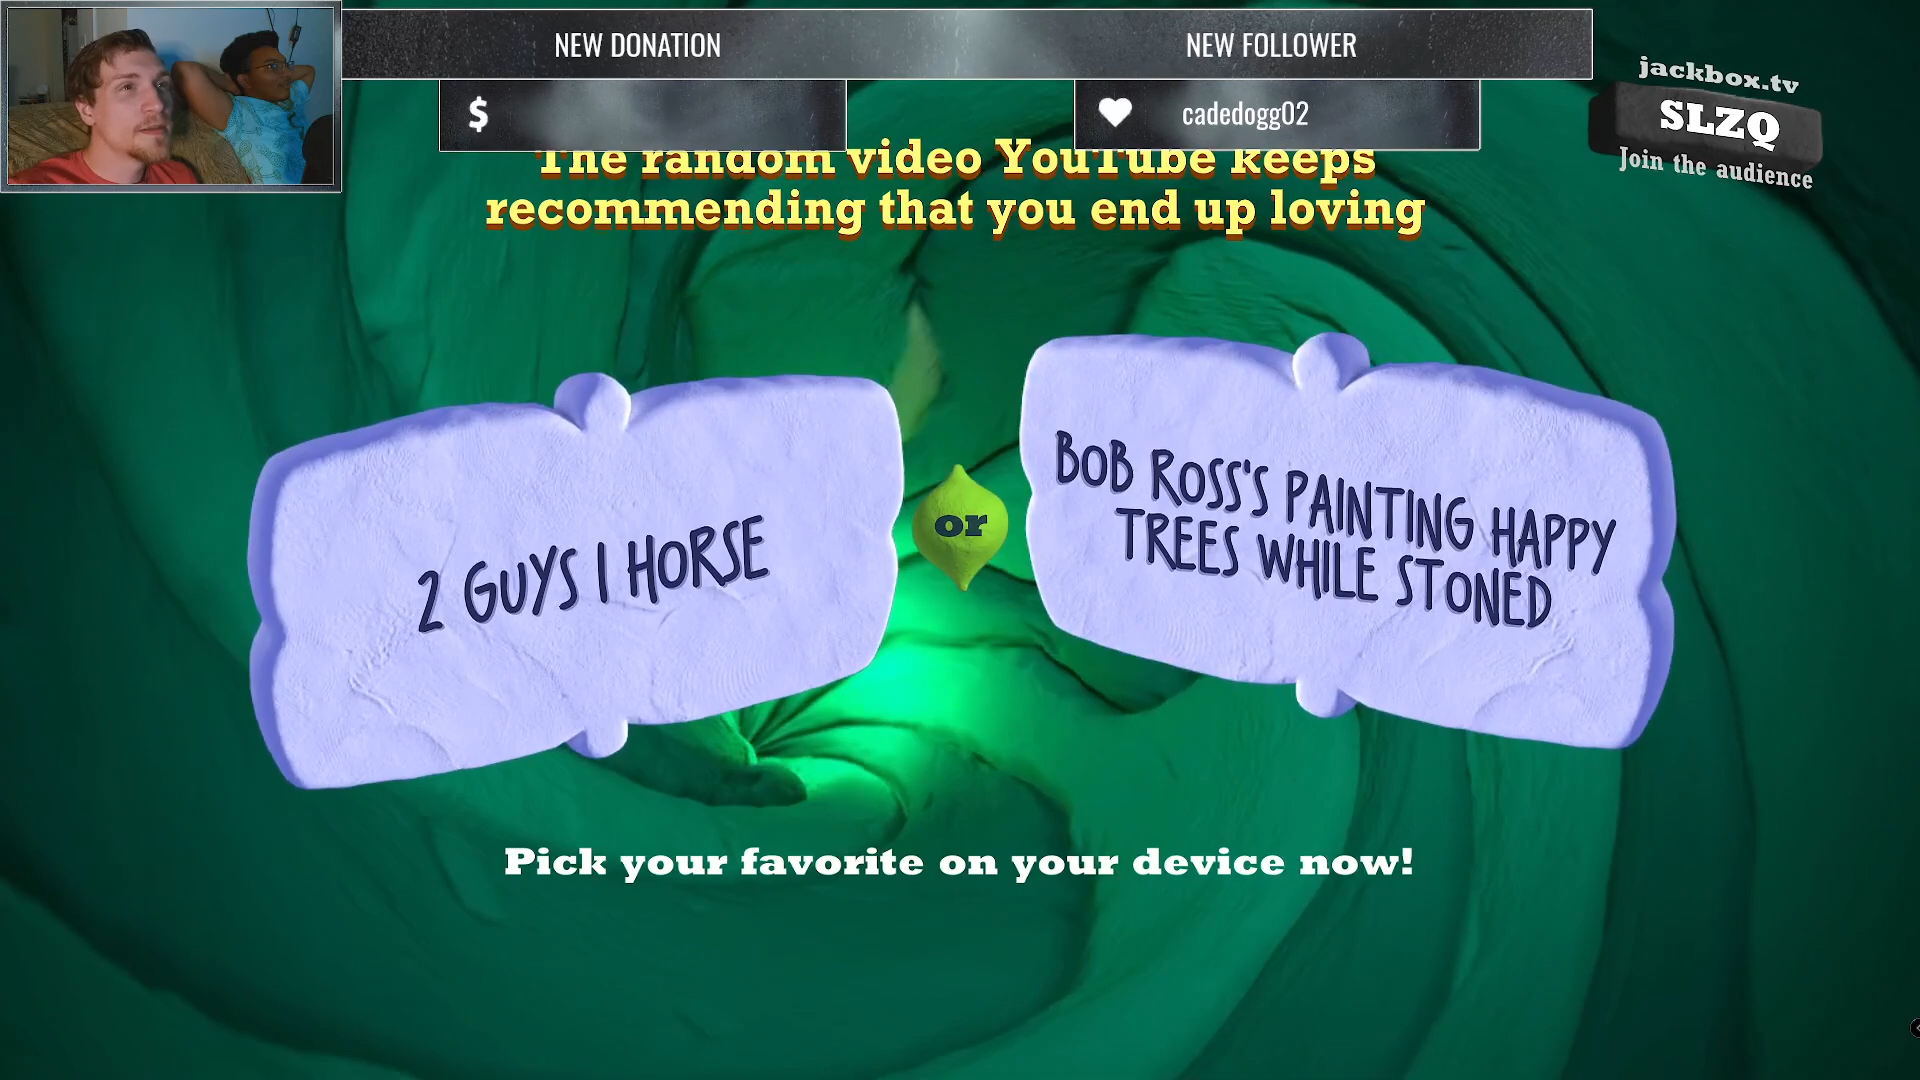 NEW DONATION
NEW FOLLOWER
$
cadedogg02
jackbox.tv
SLZQ
Join the audience
The random video YouTube keeps
recommending that you end up loving
2 GUYS 1 HORSE
or
BOB ROSS'S PAINTING HAPPY
TREES WHILE STONED
Pick your favorite on your device now!